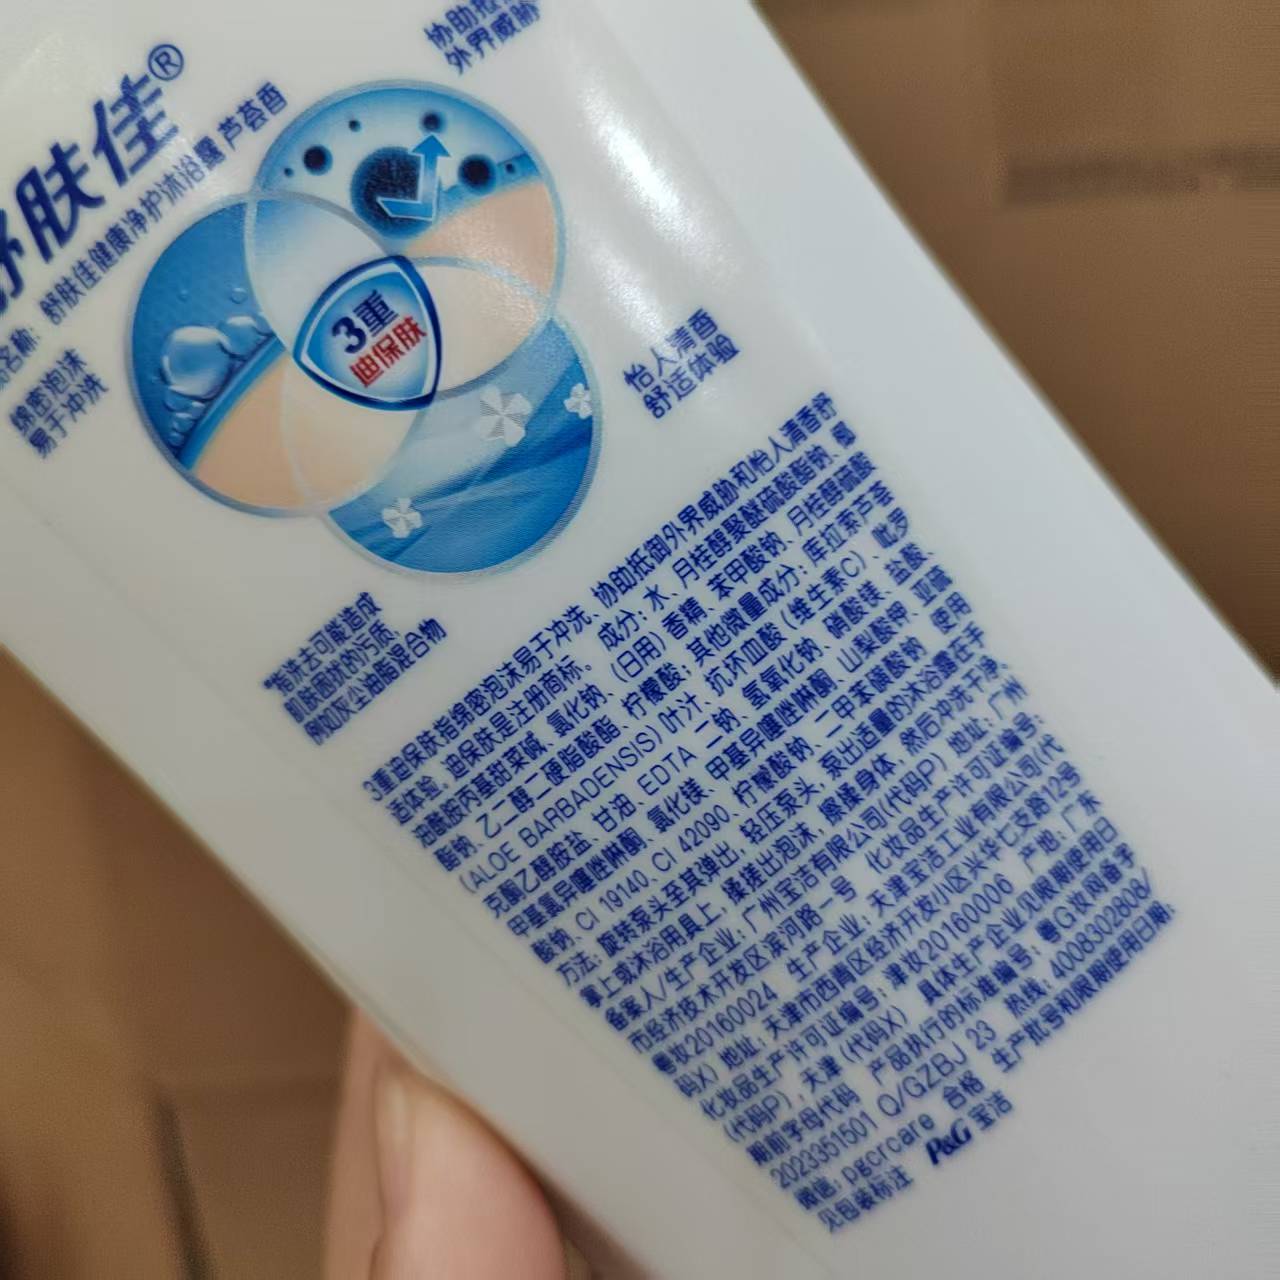 舒肤佳®
名称: 舒肤佳健康净护沐浴露 芦荟香
绵密泡沫
易于冲洗
外界威胁
3重
迪保肤
怡人清香
舒适体验
*指洗去可能造成
肌肤困扰的污质,
例如灰尘油脂混合物
3重迪保肤指绵密泡沫易于冲洗、协助抵御外界威胁和怡人清香舒
适体验。迪保肤是注册商标。 成分: 水、月桂醇聚醚硫酸酯钠、椰
油酰胺丙基甜菜碱、氯化钠、(日用) 香精、苯甲酸钠、月桂醇硫酸
酯钠、乙二醇二硬脂酸酯、柠檬酸; 其他微量成分: 库拉索芦荟
(ALOE BARBADENSIS) 叶汁、抗坏血酸 (维生素C)、吡罗
克酮乙醇胺盐、甘油、EDTA 二钠、氢氧化钠、硝酸镁、盐酸、
甲基氯异噻唑啉酮、氯化镁、甲基异噻唑啉酮、山梨酸钾、亚硫
酸钠、CI 19140、CI 42090、柠檬酸钠、二甲苯磺酸钠 使用
方法: 旋转泵头至其弹出, 轻压泵头, 泵出适量的沐浴露在手
掌上或沐浴用具上, 揉搓出泡沫, 擦揉身体, 然后冲洗干净。
备案人/生产企业: 广州宝洁有限公司(代码P) 地址: 广州
市经济技术开发区滨河路一号 化妆品生产许可证编号:
粤妆20160024 生产企业: 天津宝洁工业有限公司(代
码X) 地址: 天津市西青区经济开发小区兴华七支路12号
化妆品生产许可证编号: 津妆20160006 产地: 广东
(代码P), 天津 (代码X) 具体生产企业见限期使用日
期前字母代码 产品执行的标准编号: 粤G妆网备字
2023351501 Q/GZBJ 23 热线: 4008302808/
微信: pgcrcare 合格 生产批号和限期使用日期:
见包装标注 P&G 宝洁